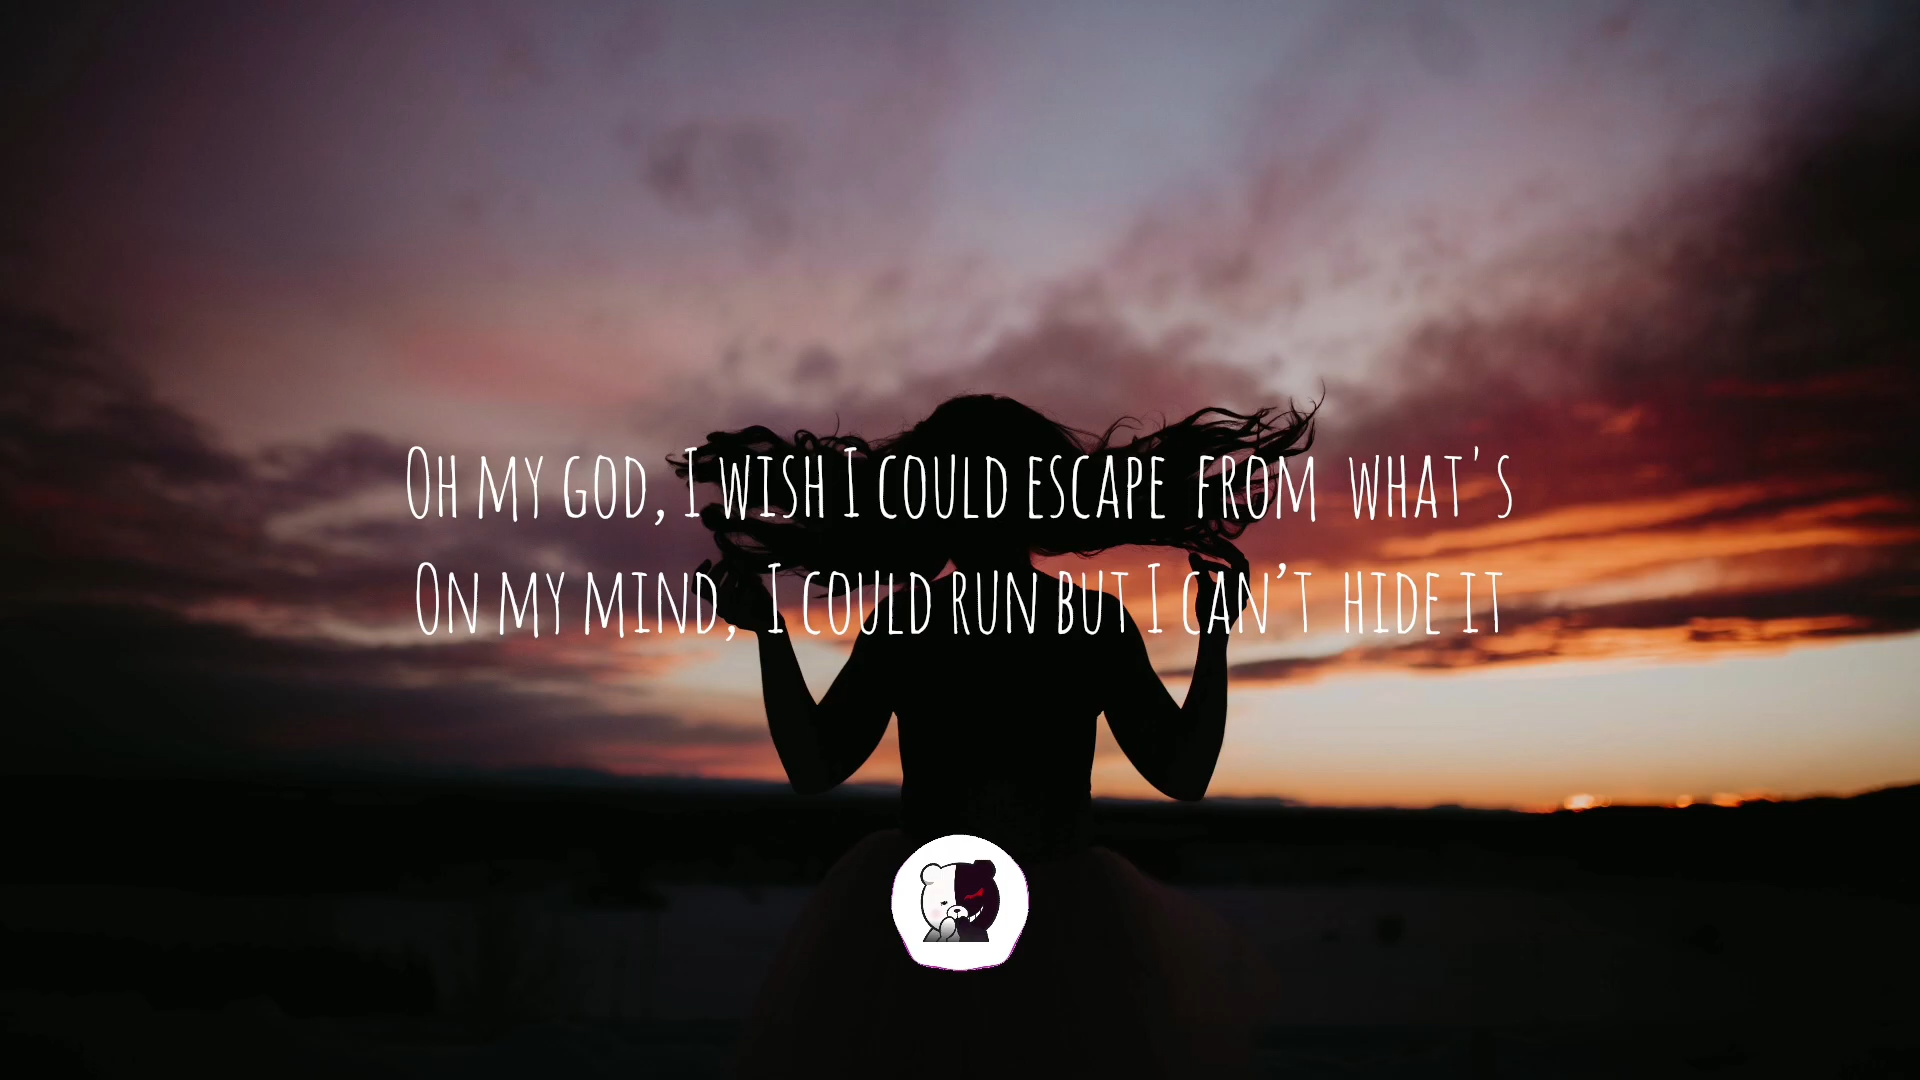 Oh my god, I wish I could escape from what's
On my mind, I could run but I can’t hide it